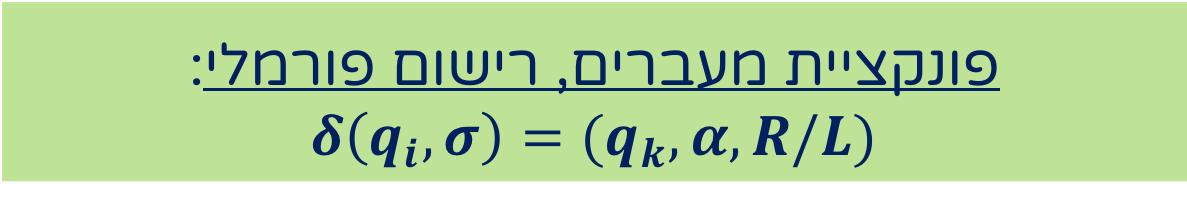 פונקציית מעברים, רישום פורמלי:
δ(qᵢ, σ) = (qₖ, α, R/L)